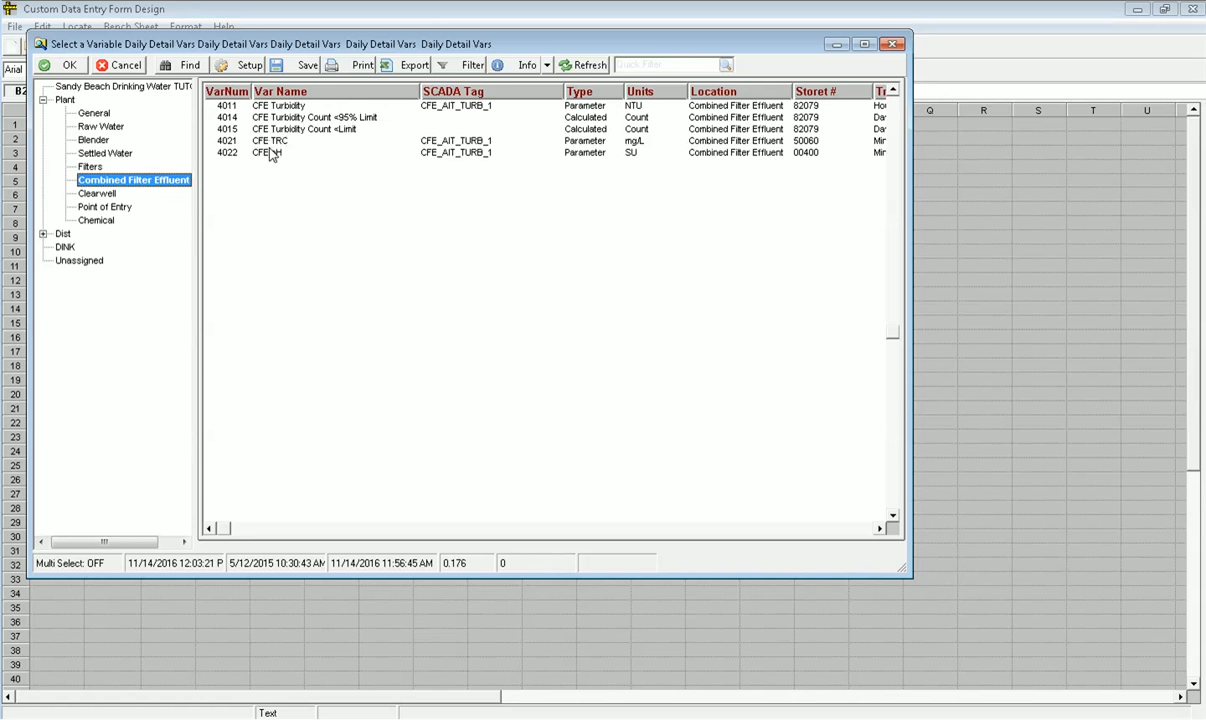 Custom Data Entry Form Design
File Edit Locate Bench Sheet Format
Select a Variable Daily Detail Vars Daily Detail Vars Daily Detail Vars Daily Detail Vars Daily Detail Vars
OK Cancel Find Setup Save Print Export Filter Info Refresh Quick Filter
Arial
Sandy Beach Drinking Water TUT
Plant
General
Raw Water
Blender
Settled Water
Filters
Combined Filter Effluent
Clearwell
Point of Entry
Chemical
Dist
DINK
Unassigned
VarNum Var Name SCADA Tag Type Units Location Storet #
4011 CFE Turbidity CFE_AIT_TURB_1 Parameter NTU Combined Filter Effluent 82079
4014 CFE Turbidity Count <95% Limit Calculated Count Combined Filter Effluent 82079
4015 CFE Turbidity Count <Limit Calculated Count Combined Filter Effluent 82079
4021 CFE TRC CFE_AIT_TURB_1 Parameter mg/L Combined Filter Effluent 50060
4022 CFE CFE_AIT_TURB_1 Parameter SU Combined Filter Effluent 00400
Multi Select: OFF 11/14/2016 12:03:21 P 5/12/2015 10:30:43 AM 11/14/2016 11:56:45 AM 0.176 0
Q R S T U
1
2
3
4
5
6
7
8
9
10
11
12
13
14
15
16
17
18
19
20
21
22
23
24
25
26
27
28
29
30
31
32
33
34
35
36
37
38
39
40
Text